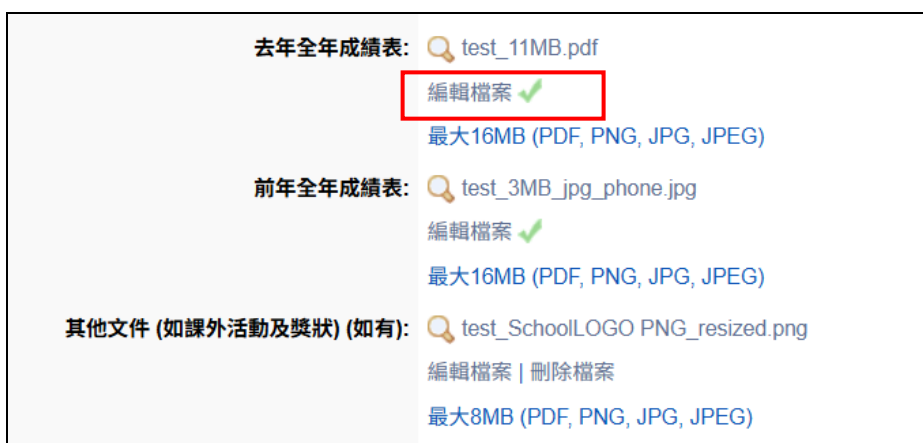 去年全年成績表: test_11MB.pdf
編輯檔案
最大16MB (PDF, PNG, JPG, JPEG)
前年全年成績表: test_3MB_jpg_phone.jpg
編輯檔案
最大16MB (PDF, PNG, JPG, JPEG)
其他文件 (如課外活動及獎狀) (如有): test_SchoolLOGO PNG_resized.png
編輯檔案 | 刪除檔案
最大8MB (PDF, PNG, JPG, JPEG)